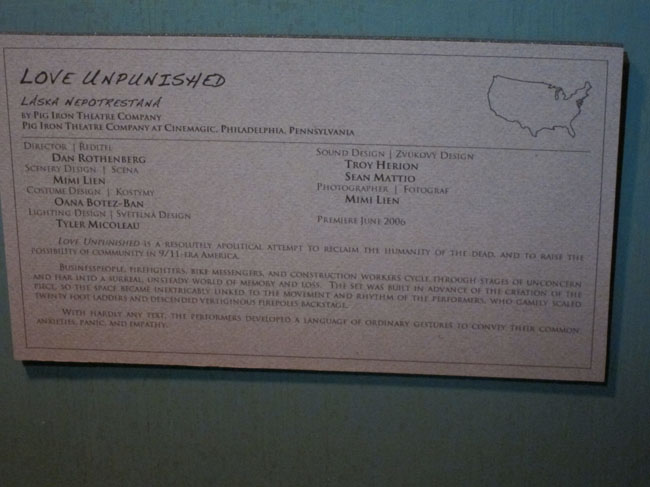 LOVE UNPUNISHED
LÁSKA NEPOTRESTANÁ
BY PIG IRON THEATRE COMPANY
PIG IRON THEATRE COMPANY AT CINEMAGIC, PHILADELPHIA, PENNSYLVANIA
DIRECTOR | REDITEL
DAN ROTHENBERG
SCENERY DESIGN | SCÉNA
MIMI LIEN
COSTUME DESIGN | KOSTYMY
OANA BOTEZ-BAN
LIGHTING DESIGN | SVETELNÁ DESIGN
TYLER MICOLEAU
SOUND DESIGN | ZVUKOVY DESIGN
TROY HERION
SEAN MATTIO
PHOTOGRAPHER | FOTOGRAF
MIMI LIEN
PREMIERE JUNE 2006
LOVE UNPUNISHED IS A RESOLUTELY APOLITICAL ATTEMPT TO RECLAIM THE HUMANITY OF THE DEAD, AND TO RAISE THE
POSSIBILITY OF COMMUNITY IN 9/11-ERA AMERICA.
BUSINESSPEOPLE, FIREFIGHTERS, BIKE MESSENGERS, AND CONSTRUCTION WORKERS CYCLE THROUGH STAGES OF UNCONCERN
AND FEAR INTO A SURREAL, UNSTEADY WORLD OF MEMORY AND LOSS. THE SET WAS BUILT IN ADVANCE OF THE CREATION OF THE
PIECE, SO THE SPACE BECAME INEXTRICABLY LINKED TO THE MOVEMENT AND RHYTHM OF THE PERFORMERS, WHO GAMELY SCALED
TWENTY FOOT LADDERS AND DESCENDED VERTIGINOUS FIREPOLES BACKSTAGE.
WITH HARDLY ANY TEXT, THE PERFORMERS DEVELOPED A LANGUAGE OF ORDINARY GESTURES TO CONVEY THEIR COMMON
ANXIETIES, PANIC, AND EMPATHY.